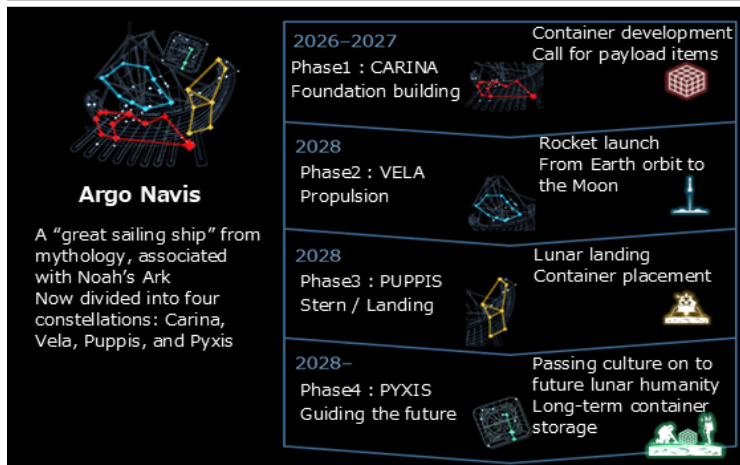 Argo Navis
A “great sailing ship” from
mythology, associated
with Noah’s Ark
Now divided into four
constellations: Carina,
Vela, Puppis, and Pyxis
2026–2027
Phase1 : CARINA
Foundation building
Container development
Call for payload items
2028
Phase2 : VELA
Propulsion
Rocket launch
From Earth orbit to
the Moon
2028
Phase3 : PUPPIS
Stern / Landing
Lunar landing
Container placement
2028–
Phase4 : PYXIS
Guiding the future
Passing culture on to
future lunar humanity
Long-term container
storage